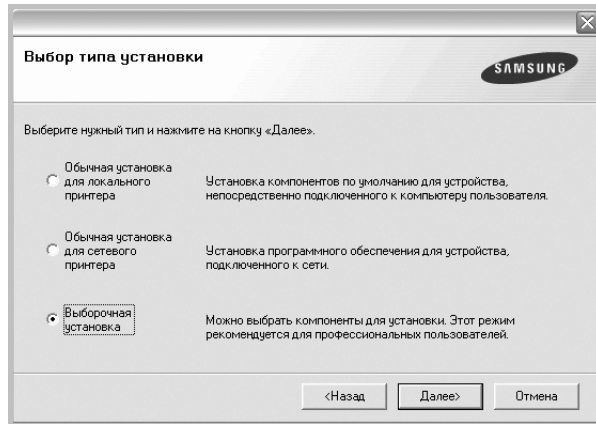 Выбор типа установки
SAMSUNG
Выберите нужный тип и нажмите на кнопку «Далее».
Обычная установка
для локального
принтера
Установка компонентов по умолчанию для устройства,
непосредственно подключенного к компьютеру пользователя.
Обычная установка
для сетевого
принтера
Установка программного обеспечения для устройства,
подключенного к сети.
Выборочная
установка
Можно выбрать компоненты для установки. Этот режим
рекомендуется для профессиональных пользователей.
<Назад
Далее>
Отмена